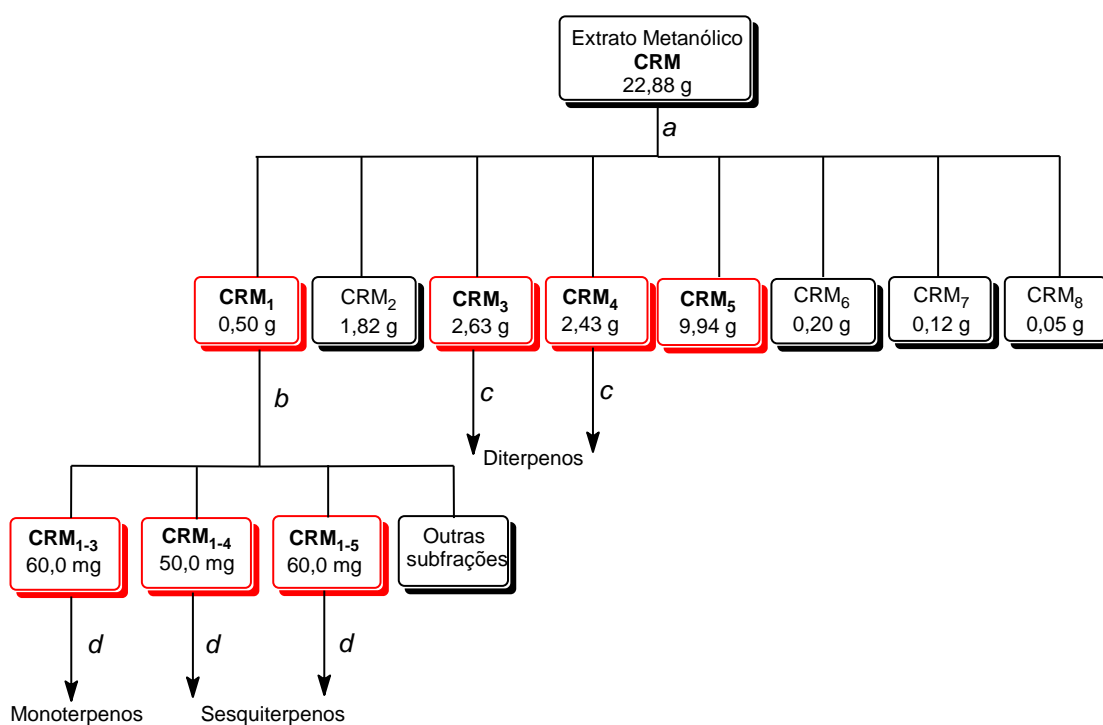 Extrato Metanólico
CRM
22,88 g
a
CRM₁
0,50 g
CRM₂
1,82 g
CRM₃
2,63 g
CRM₄
2,43 g
CRM₅
9,94 g
CRM₆
0,20 g
CRM₇
0,12 g
CRM₈
0,05 g
b
c
c
Diterpenos
CRM₁₋₃
60,0 mg
CRM₁₋₄
50,0 mg
CRM₁₋₅
60,0 mg
Outras
subfrações
d
d
d
Monoterpenos
Sesquiterpenos